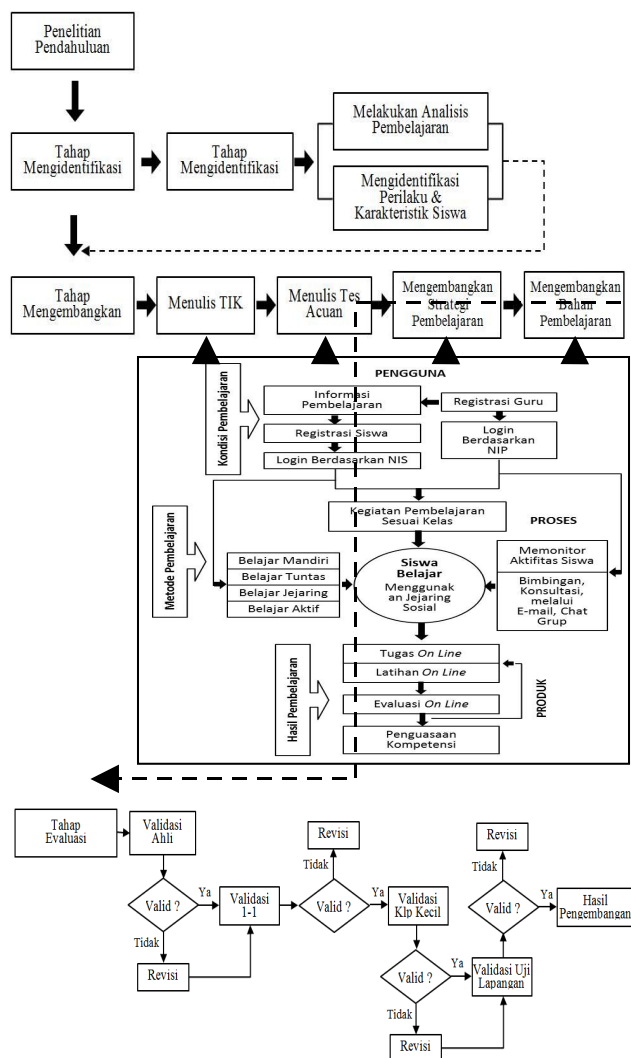 Penelitian
Pendahuluan
Tahap
Mengidentifikasi
Tahap
Mengidentifikasi
Melakukan Analisis
Pembelajaran
Mengidentifikasi
Perilaku &
Karakteristik Siswa
Tahap
Mengembangkan
Menulis TIK
Menulis Tes
Acuan
Mengembangkan
Strategi
Pembelajaran
Mengembangkan
Bahan
Pembelajaran
PENGGUNA
Kondisi Pembelajaran
Informasi
Pembelajaran
Registrasi Guru
Registrasi Siswa
Login
Berdasarkan
NIP
Login Berdasarkan NIS
Kegiatan Pembelajaran
Sesuai Kelas
PROSES
Metode Pembelajaran
Belajar Mandiri
Belajar Tuntas
Belajar Jejaring
Belajar Aktif
Siswa
Belajar
Menggunak
an Jejaring
Sosial
Memonitor
Aktifitas Siswa
Bimbingan,
Konsultasi,
melalui
E-mail, Chat
Grup
Hasil Pembelajaran
Tugas On Line
Latihan On Line
Evaluasi On Line
Penguasaan
Kompetensi
PRODUK
Tahap
Evaluasi
Validasi
Ahli
Valid ?
Ya
Tidak
Revisi
Validasi
1-1
Revisi
Tidak
Valid ?
Ya
Validasi
Klp Kecil
Valid ?
Ya
Tidak
Revisi
Validasi Uji
Lapangan
Revisi
Tidak
Valid ?
Ya
Hasil
Pengembangan